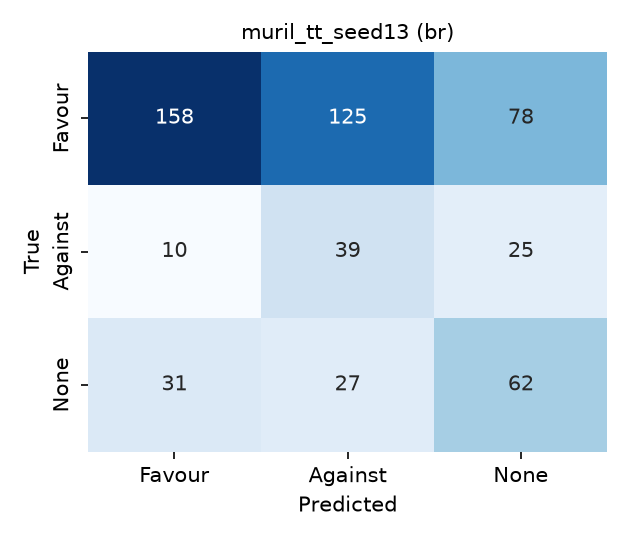 muril_tt_seed13 (br)
True
Favour
158 125 78
Against
10 39 25
None
31 27 62
Favour Against None
Predicted